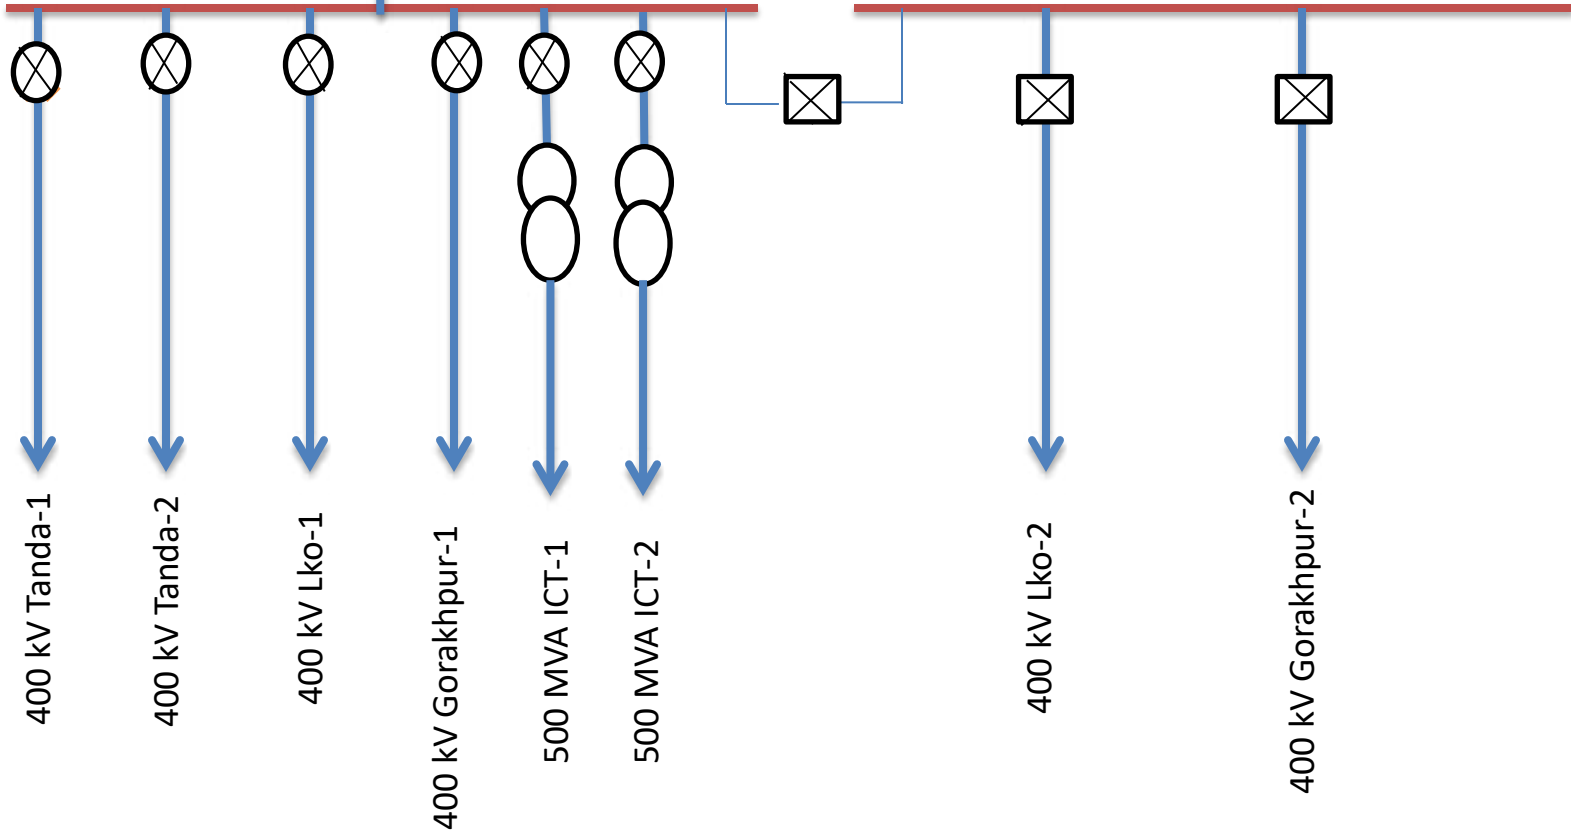 400 kV Tanda-1
400 kV Tanda-2
400 kV Lko-1
400 kV Gorakhpur-1
500 MVA ICT-1
500 MVA ICT-2
400 kV Lko-2
400 kV Gorakhpur-2